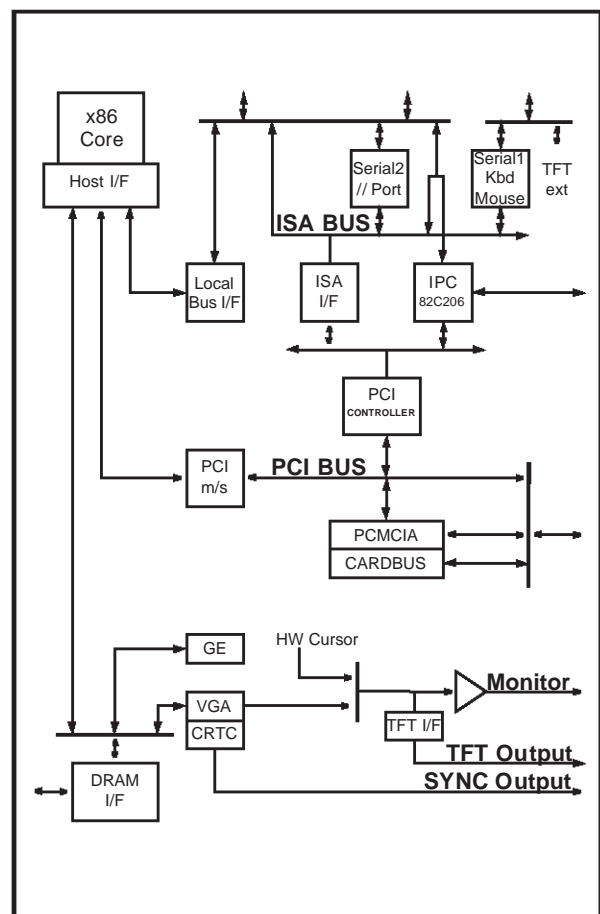 x86
Core
Host I/F
Serial2
// Port
Serial1
Kbd
Mouse
TFT
ext
ISA BUS
Local
Bus I/F
ISA
I/F
IPC
82C206
PCI
CONTROLLER
PCI
m/s
PCI BUS
PCMCIA
CARDBUS
HW Cursor
GE
VGA
CRTC
Monitor
TFT I/F
TFT Output
SYNC Output
DRAM
I/F